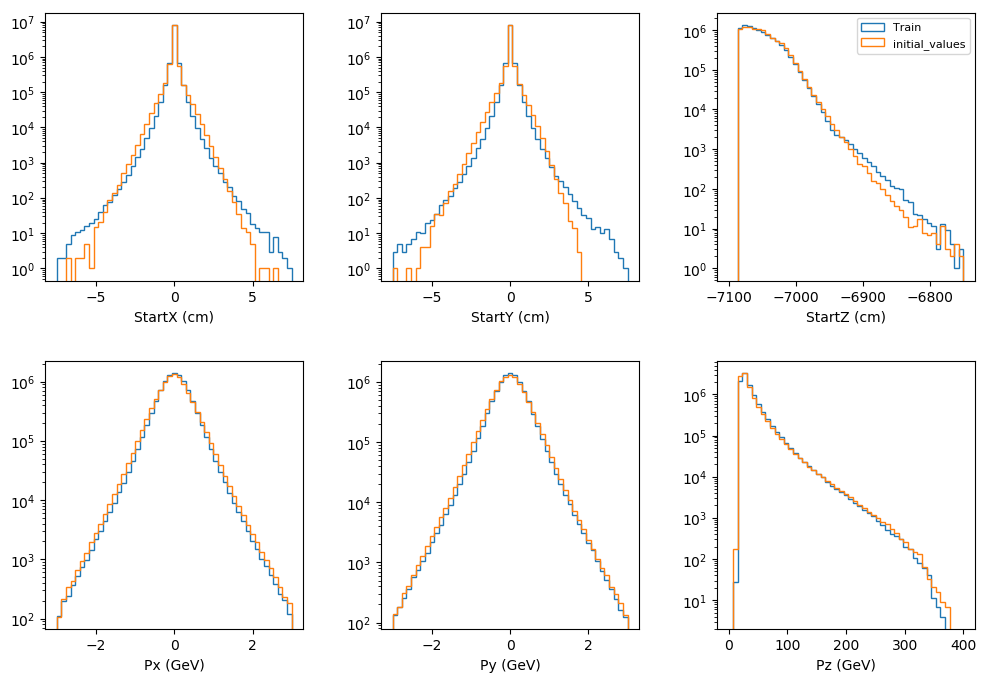 10⁷
10⁶
10⁵
10⁴
10³
10²
10¹
10⁰
−5 0 5
StartX (cm)
10⁷
10⁶
10⁵
10⁴
10³
10²
10¹
10⁰
−5 0 5
StartY (cm)
Train
initial_values
10⁶
10⁵
10⁴
10³
10²
10¹
10⁰
−7100 −7000 −6900 −6800
StartZ (cm)
10⁶
10⁵
10⁴
10³
10²
−2 0 2
Px (GeV)
10⁶
10⁵
10⁴
10³
10²
−2 0 2
Py (GeV)
10⁶
10⁵
10⁴
10³
10²
10¹
0 100 200 300 400
Pz (GeV)